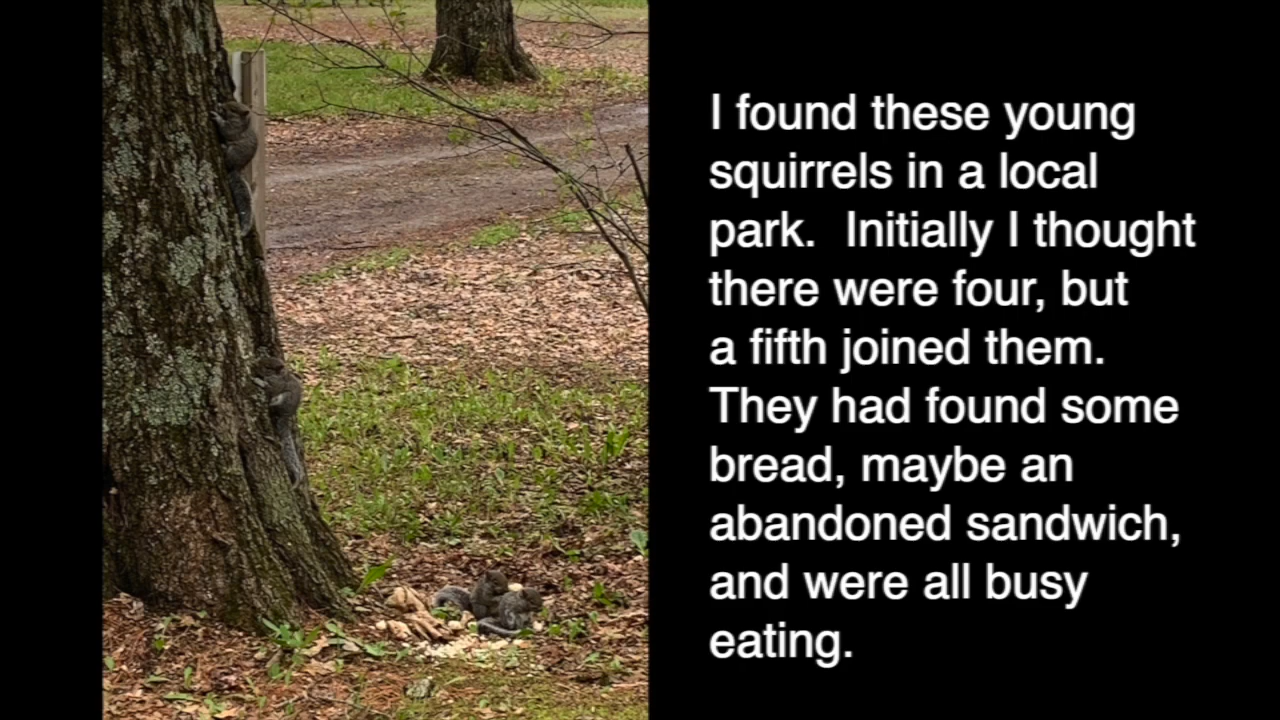 I found these young
squirrels in a local
park.  Initially I thought
there were four, but
a fifth joined them.
They had found some
bread, maybe an
abandoned sandwich,
and were all busy
eating.